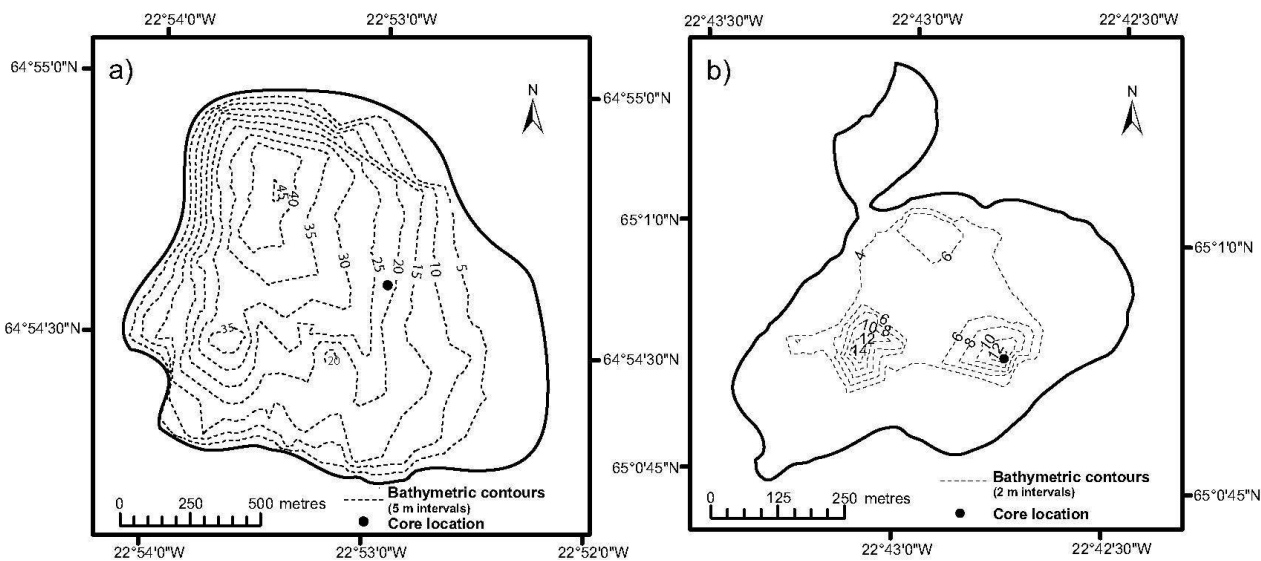 22°54'0"W 22°53'0"W
22°43'30"W 22°43'0"W 22°42'30"W
64°55'0"N
a)
N
64°55'0"N
64°54'30"N
64°54'30"N
45
40
35
30
25
20
15
10
5
35
20
0 250 500 metres
Bathymetric contours
(5 m intervals)
Core location
22°54'0"W 22°53'0"W 22°52'0"W
b)
N
65°1'0"N
65°1'0"N
65°0'45"N
65°0'45"N
4
6
6
8
10
12
14
6
8
10
12
0 125 250 metres
Bathymetric contours
(2 m intervals)
Core location
22°43'0"W 22°42'30"W